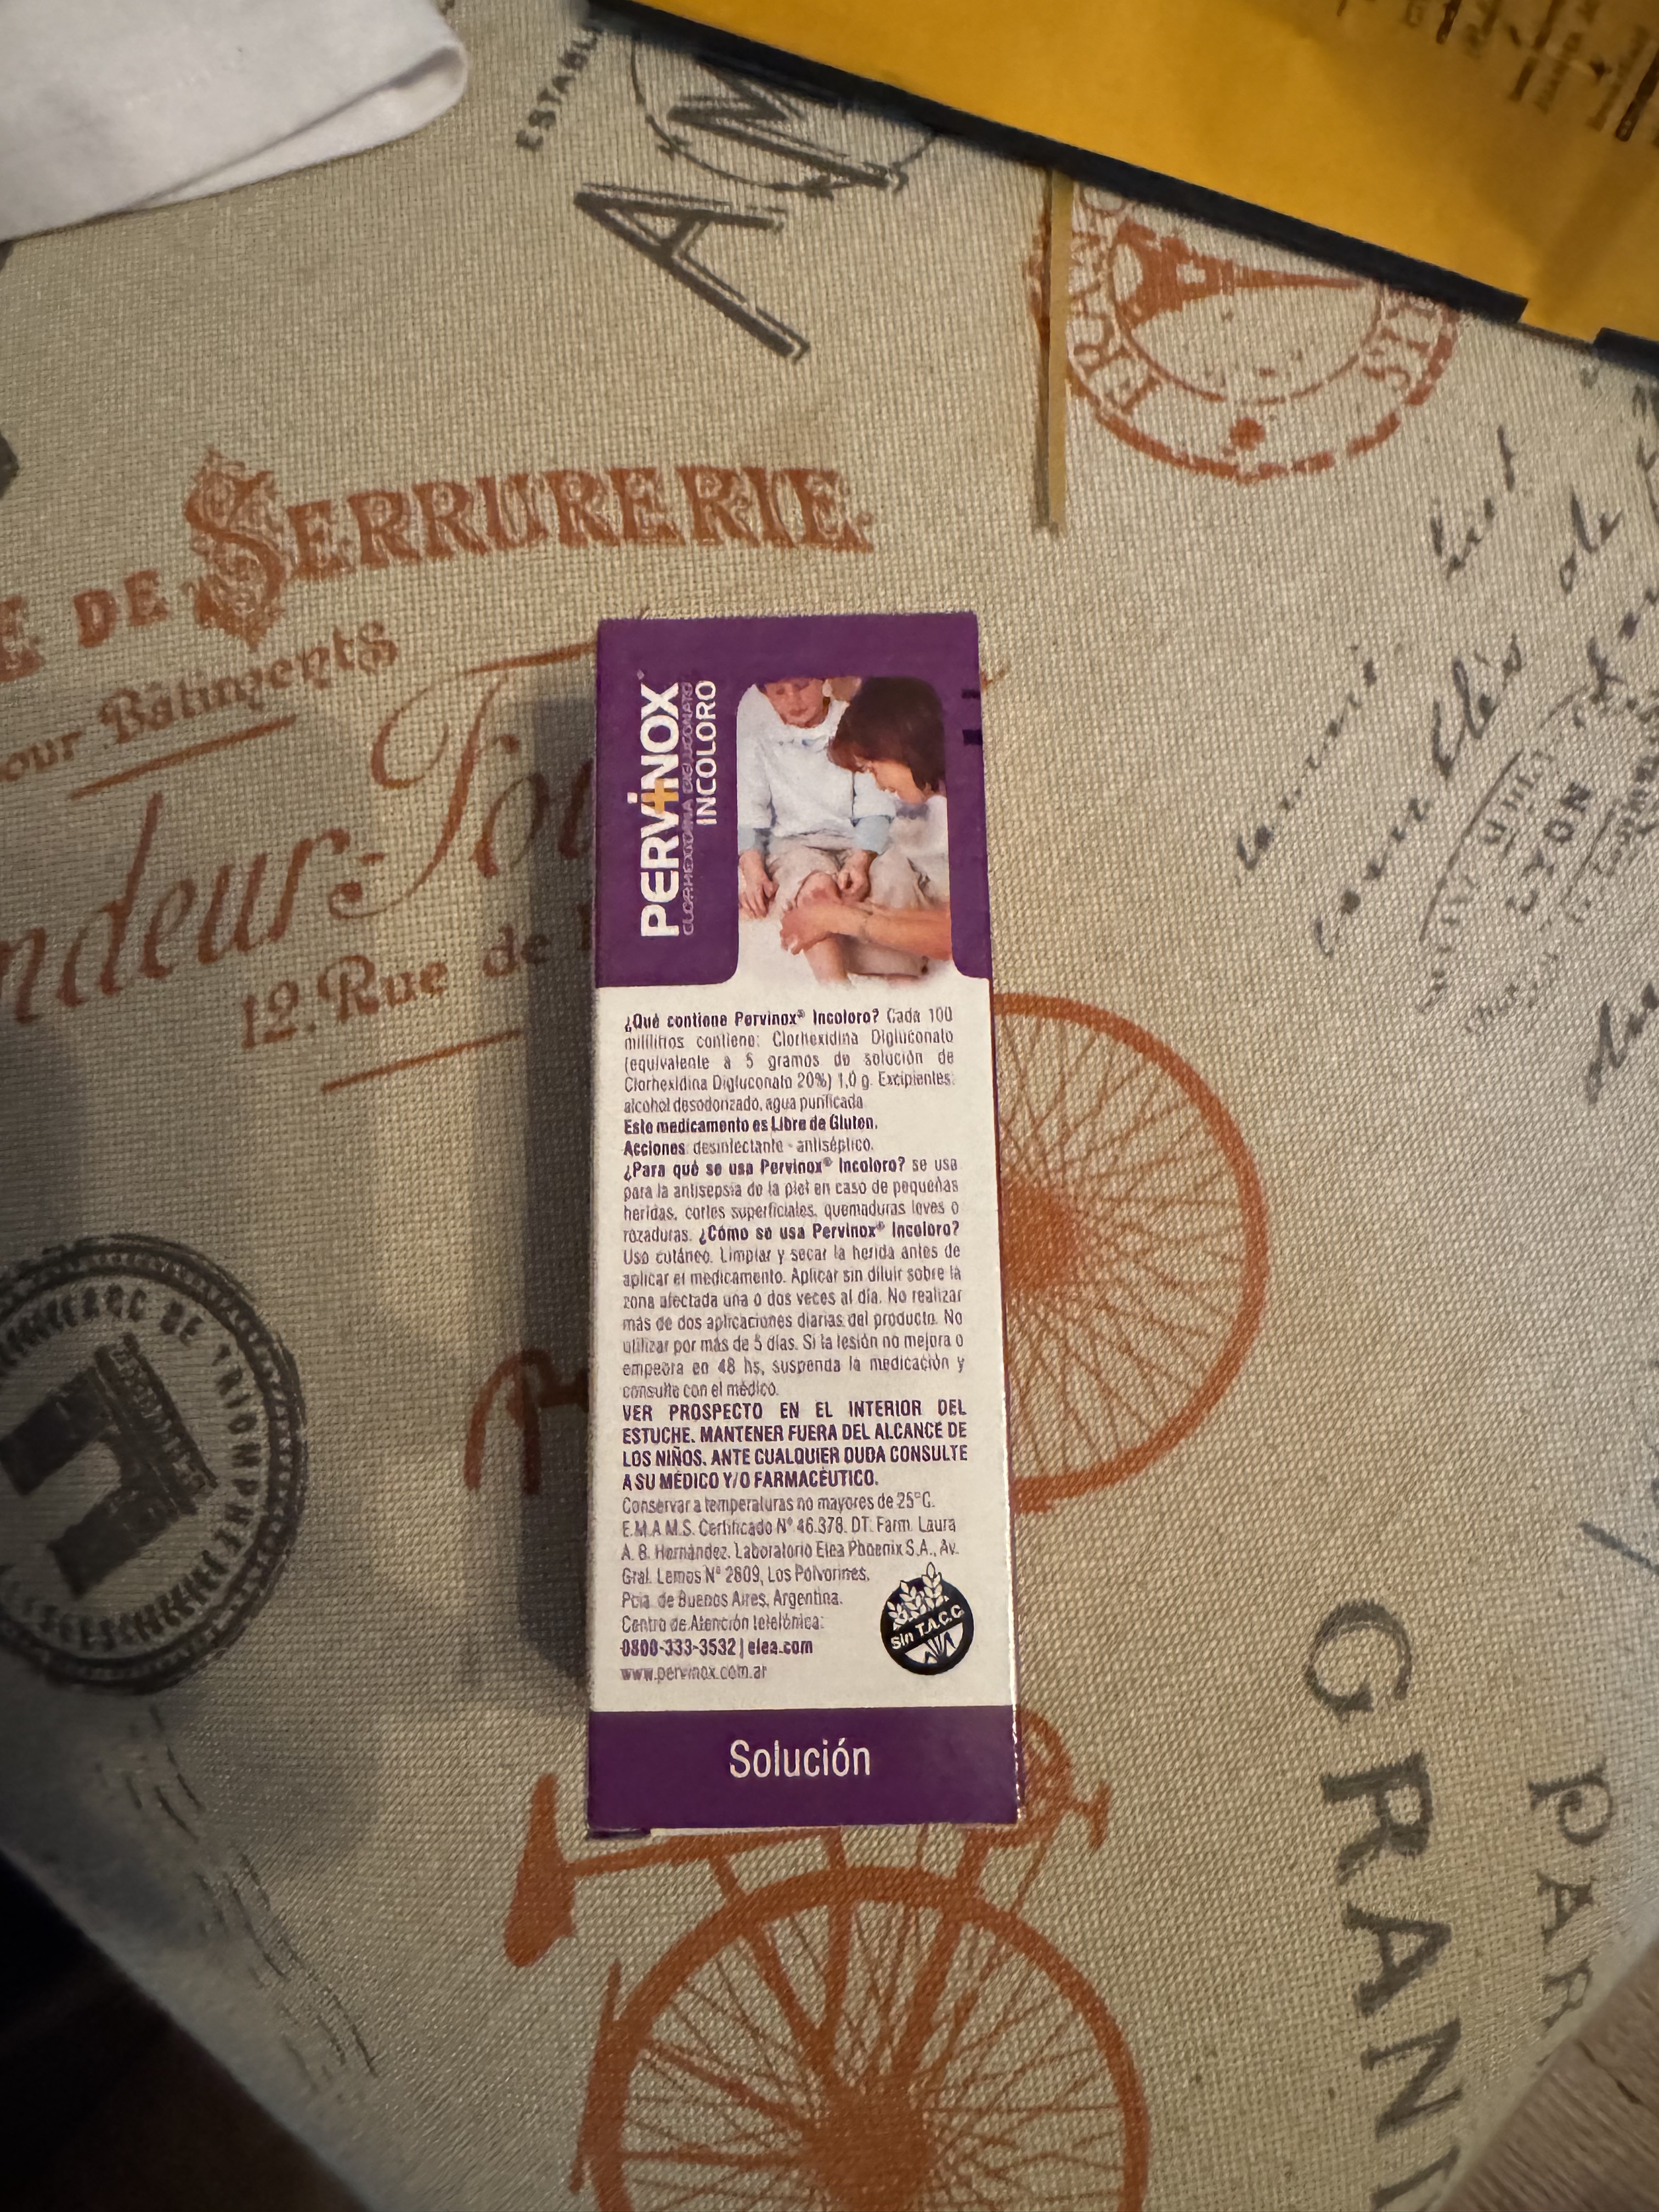 ESTABL
FRANC
SERRURERIE
E DE
our Bâtiments
ndeur-
12. Rue de
PERVINOX
CLORHEXIDINA DIGLUCONATO
INCOLORO
¿Qué contiene Pervinox® Incoloro? Cada 100
mililitros contiene: Clorhexidina Digluconato
(equivalente a 5 gramos de solución de
Clorhexidina Digluconato 20%) 1,0 g. Excipientes:
alcohol desodorizado, agua purificada.
Este medicamento es Libre de Gluten.
Acciones: desinfectante - antiséptico.
¿Para qué se usa Pervinox® Incoloro? se usa
para la antisepsia de la piel en caso de pequeñas
heridas, cortes superficiales, quemaduras leves o
rozaduras. ¿Cómo se usa Pervinox® Incoloro?
Uso cutáneo. Limpiar y secar la herida antes de
aplicar el medicamento. Aplicar sin diluir sobre la
zona afectada una o dos veces al día. No realizar
más de dos aplicaciones diarias del producto. No
utilizar por más de 5 días. Si la lesión no mejora o
empeora en 48 hs, suspenda la medicación y
consulte con el médico.
VER PROSPECTO EN EL INTERIOR DEL
ESTUCHE. MANTENER FUERA DEL ALCANCE DE
LOS NIÑOS. ANTE CUALQUIER DUDA CONSULTE
A SU MÉDICO Y/O FARMACÉUTICO.
Conservar a temperaturas no mayores de 25°C.
E.M.A.M.S. Certificado N° 46.378. DT: Farm. Laura
A. B. Hernández. Laboratorio Elea Phoenix S.A., Av.
Gral. Lemos N° 2809, Los Polvorines,
Pcia. de Buenos Aires, Argentina.
Centro de Atención telefónica:
0800-333-3532 | elea.com
www.pervinox.com.ar
Sin T.A.C.C.
Solución
DE TRIOMPHE
GRAN
PAR